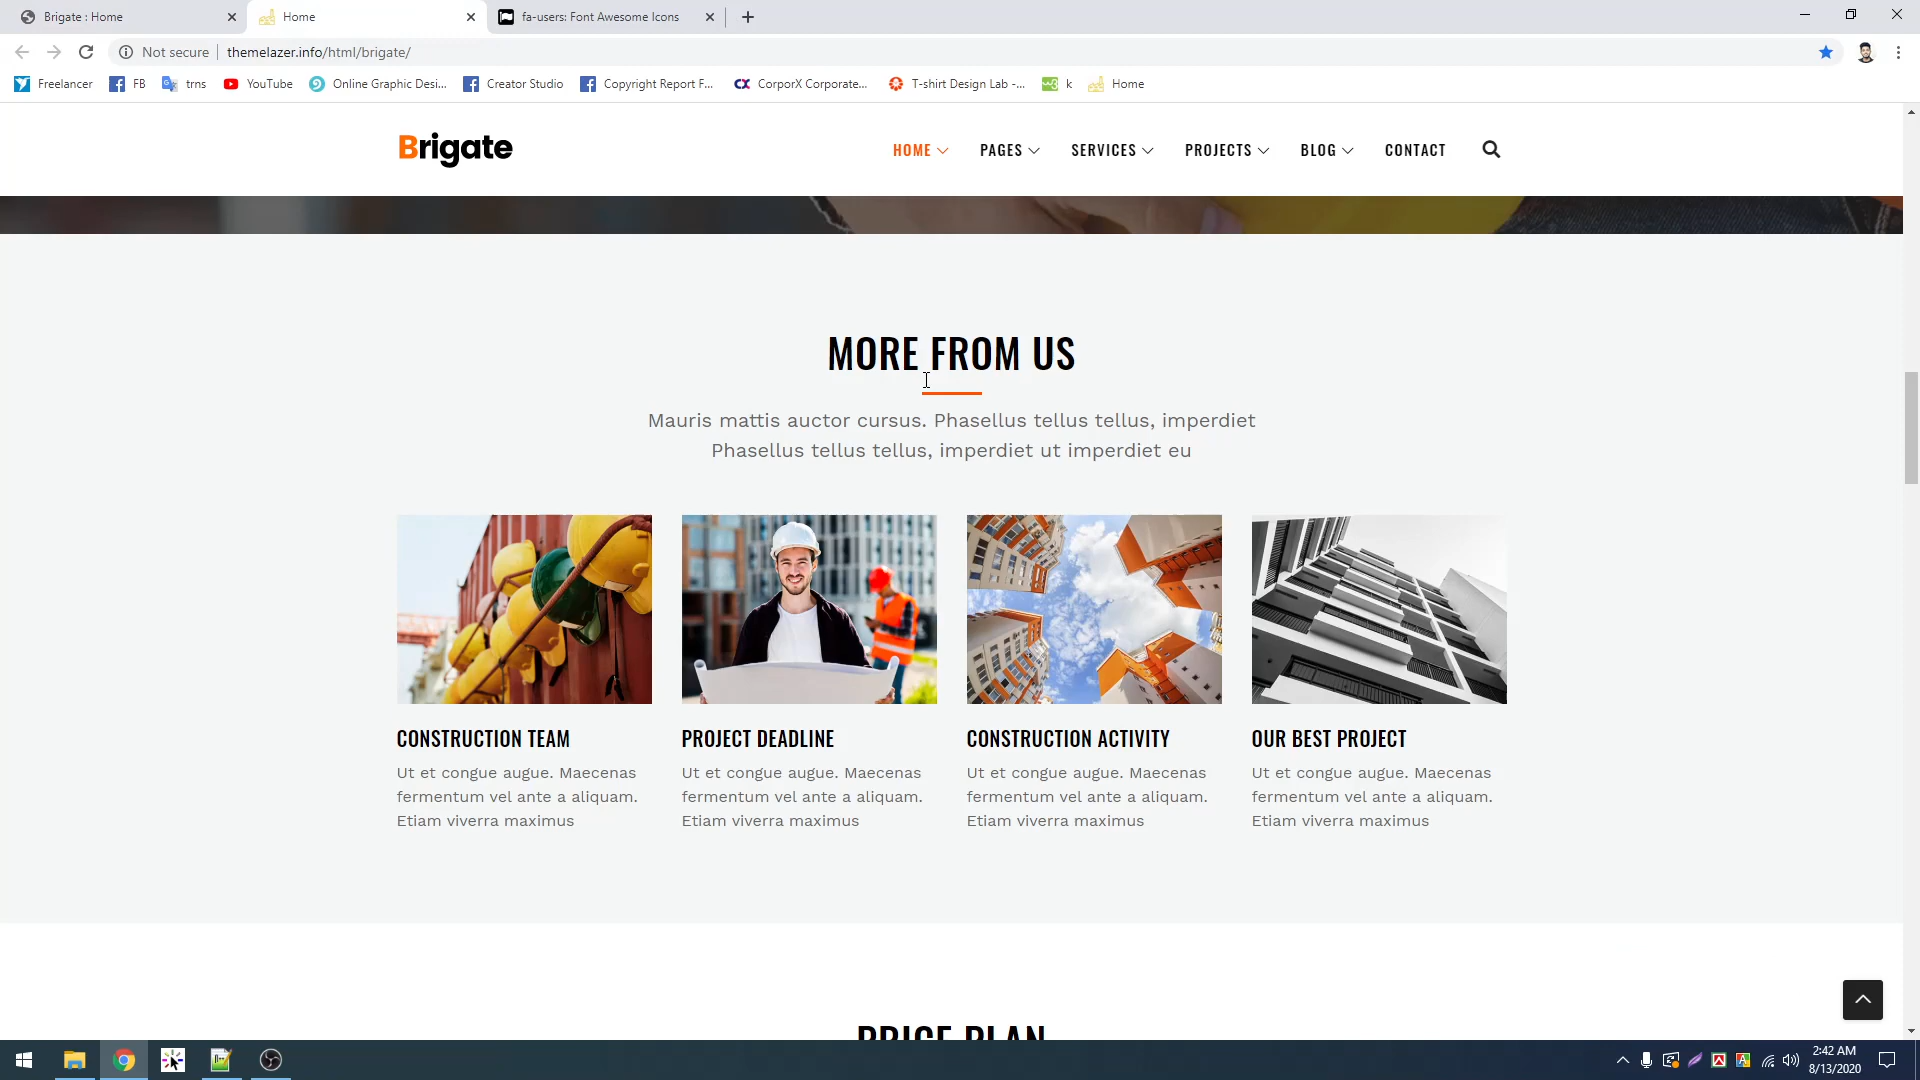 Brigate : Home
Home
fa-users: Font Awesome Icons
Not secure
themelazer.info/html/brigate/
Freelancer
FB
trns
YouTube
Online Graphic Desi...
Creator Studio
Copyright Report F...
CX
CorporX Corporate...
T-shirt Design Lab -...
k
Home
Brigate
HOME
PAGES
SERVICES
PROJECTS
BLOG
CONTACT
MORE FROM US
Mauris mattis auctor cursus. Phasellus tellus tellus, imperdiet
Phasellus tellus tellus, imperdiet ut imperdiet eu
CONSTRUCTION TEAM
Ut et congue augue. Maecenas
fermentum vel ante a aliquam.
Etiam viverra maximus
PROJECT DEADLINE
Ut et congue augue. Maecenas
fermentum vel ante a aliquam.
Etiam viverra maximus
CONSTRUCTION ACTIVITY
Ut et congue augue. Maecenas
fermentum vel ante a aliquam.
Etiam viverra maximus
OUR BEST PROJECT
Ut et congue augue. Maecenas
fermentum vel ante a aliquam.
Etiam viverra maximus
PRICE PLAN
2:42 AM
8/13/2020